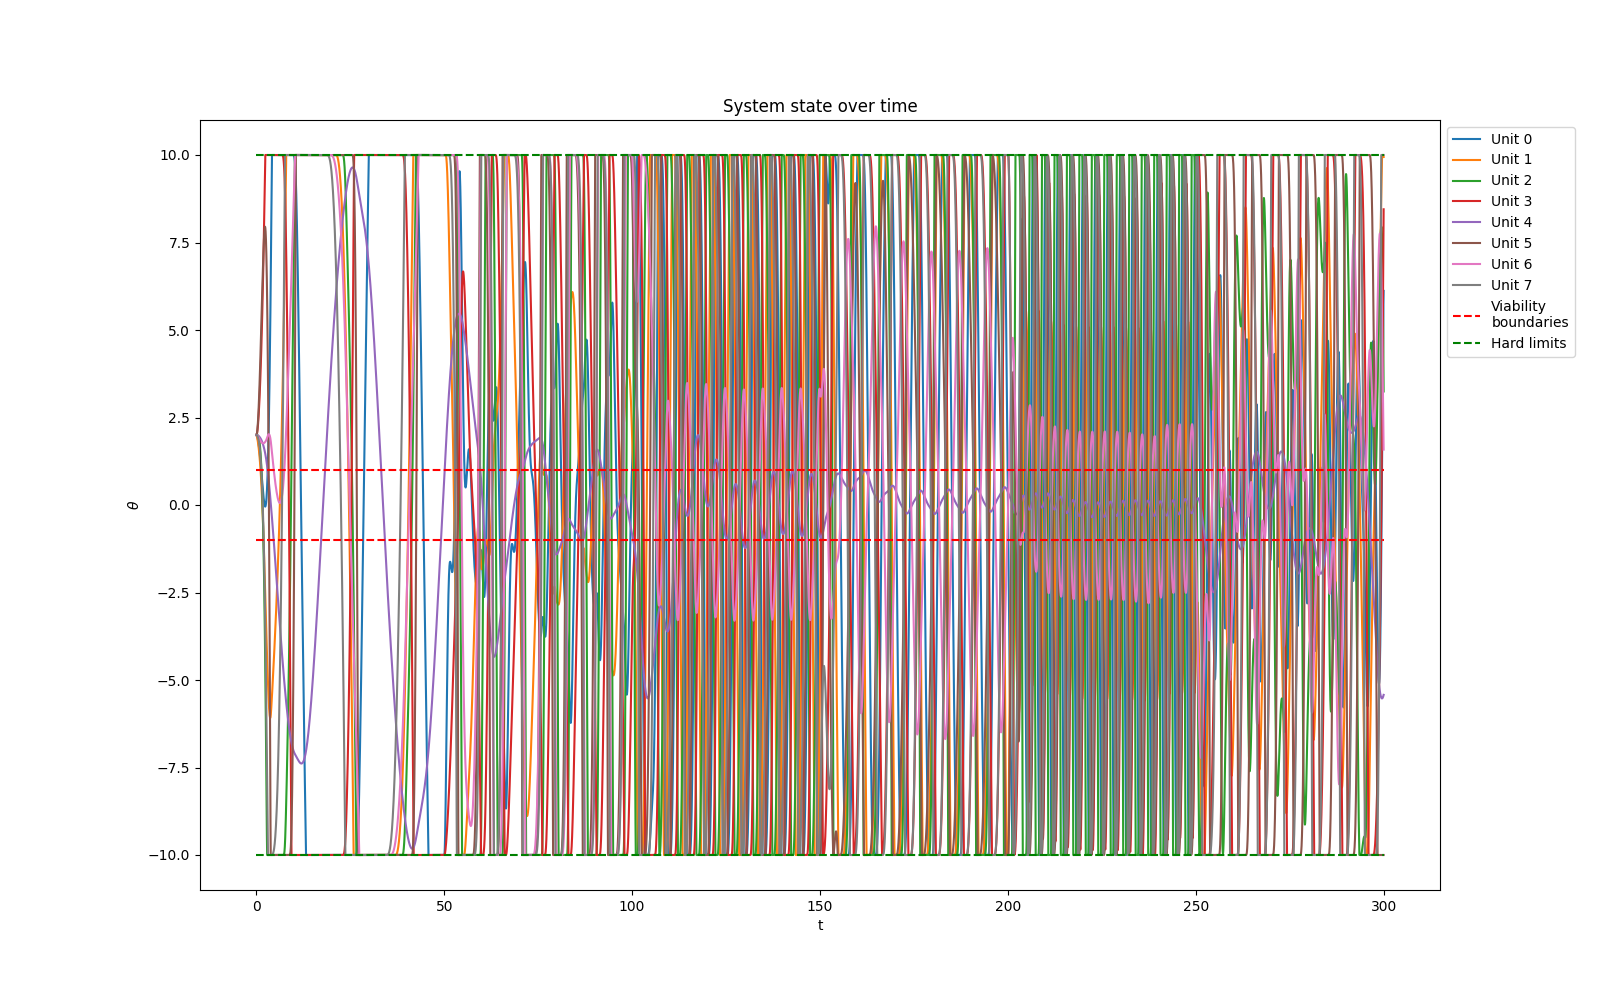 System state over time
10.0
7.5
5.0
2.5
0.0
−2.5
−5.0
−7.5
−10.0
θ
0
50
100
150
200
250
300
t
Unit 0
Unit 1
Unit 2
Unit 3
Unit 4
Unit 5
Unit 6
Unit 7
Viability
boundaries
Hard limits